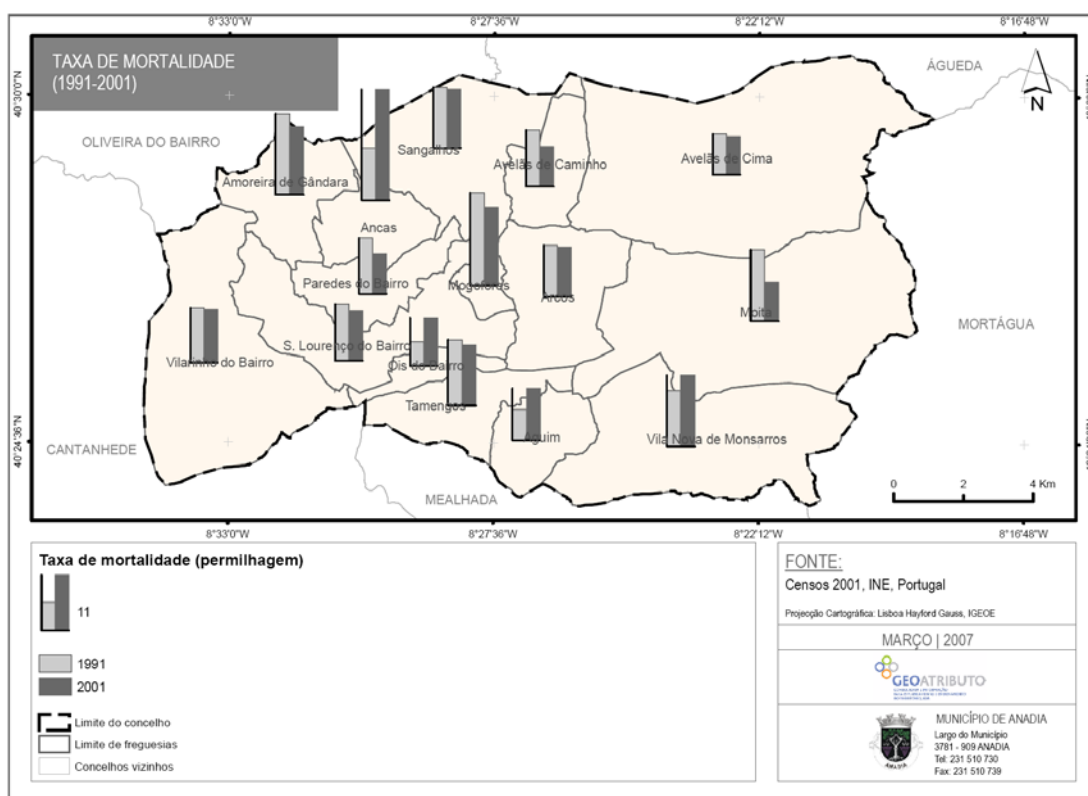 8°33'0"W 8°27'36"W 8°22'12"W 8°16'48"W
TAXA DE MORTALIDADE
(1991-2001)
ÁGUEDA
40°30'0"N
N
OLIVEIRA DO BAIRRO
Sangalhos
Avelãs de Caminho
Avelãs de Cima
Amoreira de Gândara
Ancas
Paredes do Bairro
Mogofores
Arcos
Moita
MORTÁGUA
S. Lourenço do Bairro
Vilarinho do Bairro
Óis do Bairro
Tamengos
Aguim
Vila Nova de Monsarros
40°24'36"N
CANTANHEDE
MEALHADA
0 2 4 Km
8°33'0"W 8°27'36"W 8°22'12"W 8°16'48"W
Taxa de mortalidade (permilhagem)
11
1991
2001
Limite do concelho
Limite de freguesias
Concelhos vizinhos
FONTE:
Censos 2001, INE, Portugal
Projecção Cartográfica: Lisboa Hayford Gauss, IGEOE
MARÇO | 2007
GEOATRIBUTO
MUNICÍPIO DE ANADIA
Largo do Município
3781 - 909 ANADIA
Tel: 231 510 730
Fax: 231 510 739
ANADIA